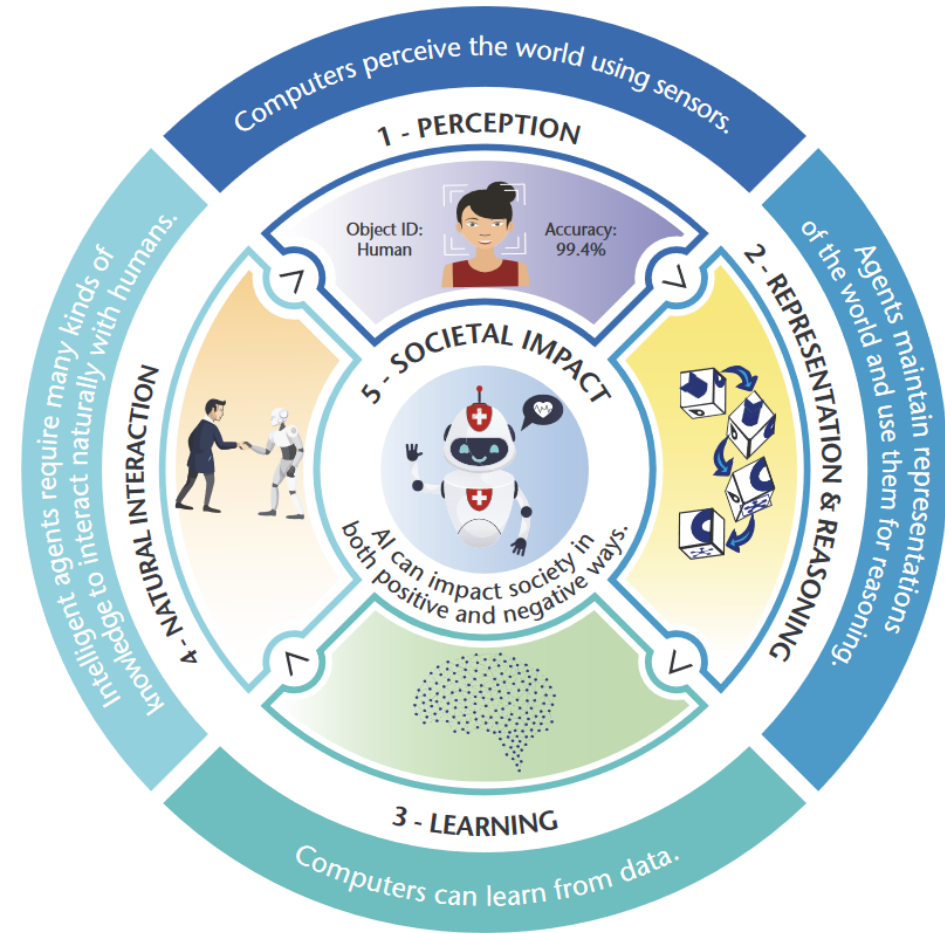 Computers perceive the world using sensors.
1 - PERCEPTION
Object ID:
Human
Accuracy:
99.4%
Agents maintain representations
of the world and use them for reasoning.
2 - REPRESENTATION & REASONING
3 - LEARNING
Computers can learn from data.
Intelligent agents require many kinds of
knowledge to interact naturally with humans.
4 - NATURAL INTERACTION
5 - SOCIETAL IMPACT
AI can impact society in
both positive and negative ways.